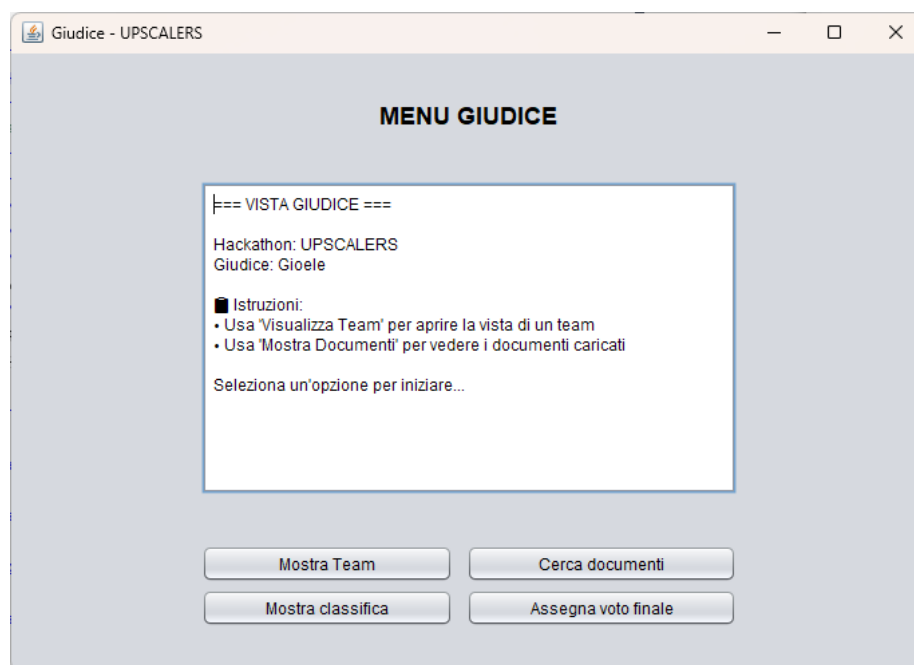 Giudice - UPSCALERS
MENU GIUDICE
=== VISTA GIUDICE ===
Hackathon: UPSCALERS
Giudice: Gioele
📋 Istruzioni:
• Usa 'Visualizza Team' per aprire la vista di un team
• Usa 'Mostra Documenti' per vedere i documenti caricati
Seleziona un'opzione per iniziare...
Mostra Team
Cerca documenti
Mostra classifica
Assegna voto finale